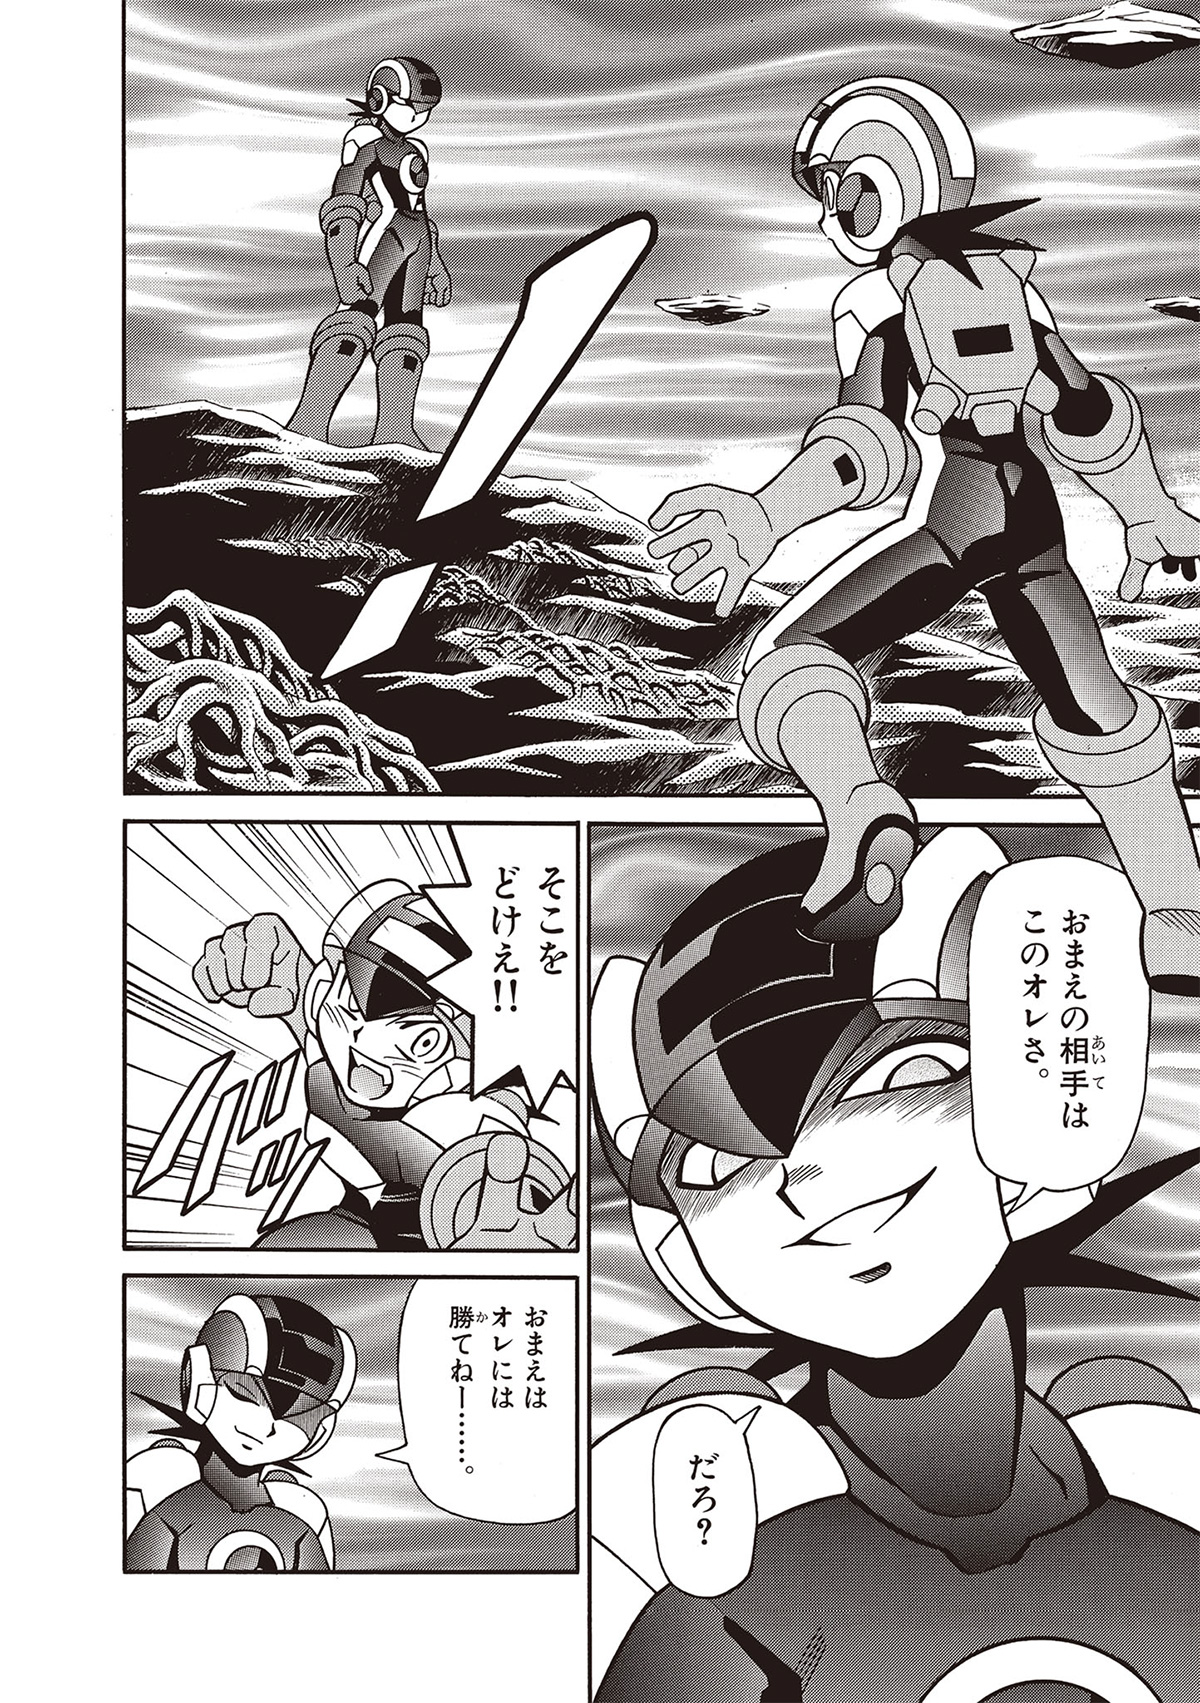 おまえの相手は
このオレさ。
だろ？
そこを
どけえ!!
おまえは
オレには
勝てねー………。